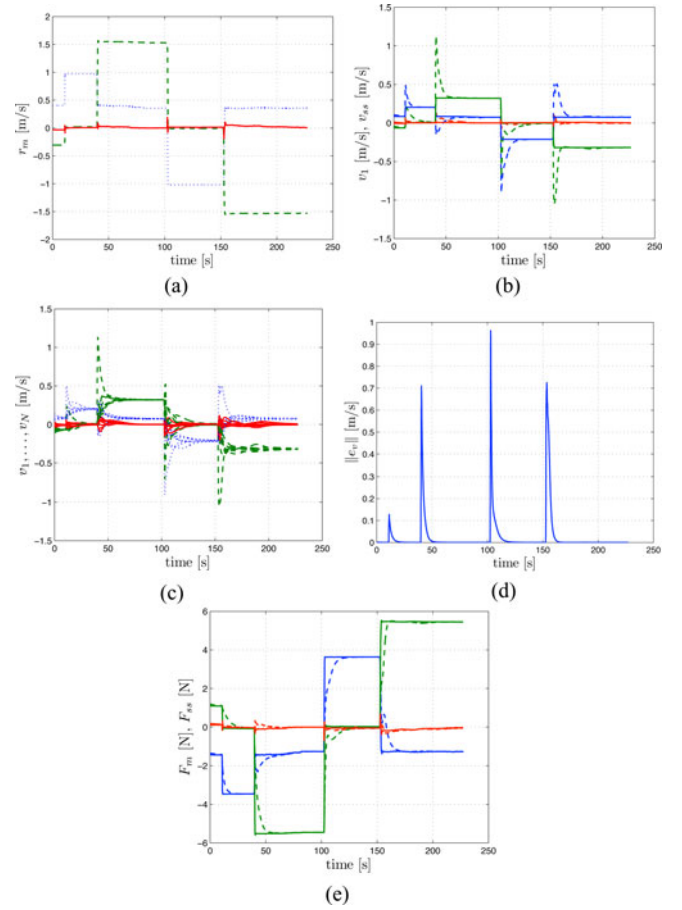 2
1.5
1
0.5
0
-0.5
-1
-1.5
-2
r_m [m/s]
0 50 100 150 200 250
time [s]
(a)
1.5
1
0.5
0
-0.5
-1
-1.5
v_1 [m/s], v_ss [m/s]
0 50 100 150 200 250
time [s]
(b)
1.5
1
0.5
0
-0.5
-1
-1.5
v_1, ..., v_N [m/s]
0 50 100 150 200 250
time [s]
(c)
1
0.9
0.8
0.7
0.6
0.5
0.4
0.3
0.2
0.1
0
||e_v|| [m/s]
0 50 100 150 200 250
time [s]
(d)
6
4
2
0
-2
-4
-6
F_m [N], F_ss [N]
0 50 100 150 200 250
time [s]
(e)